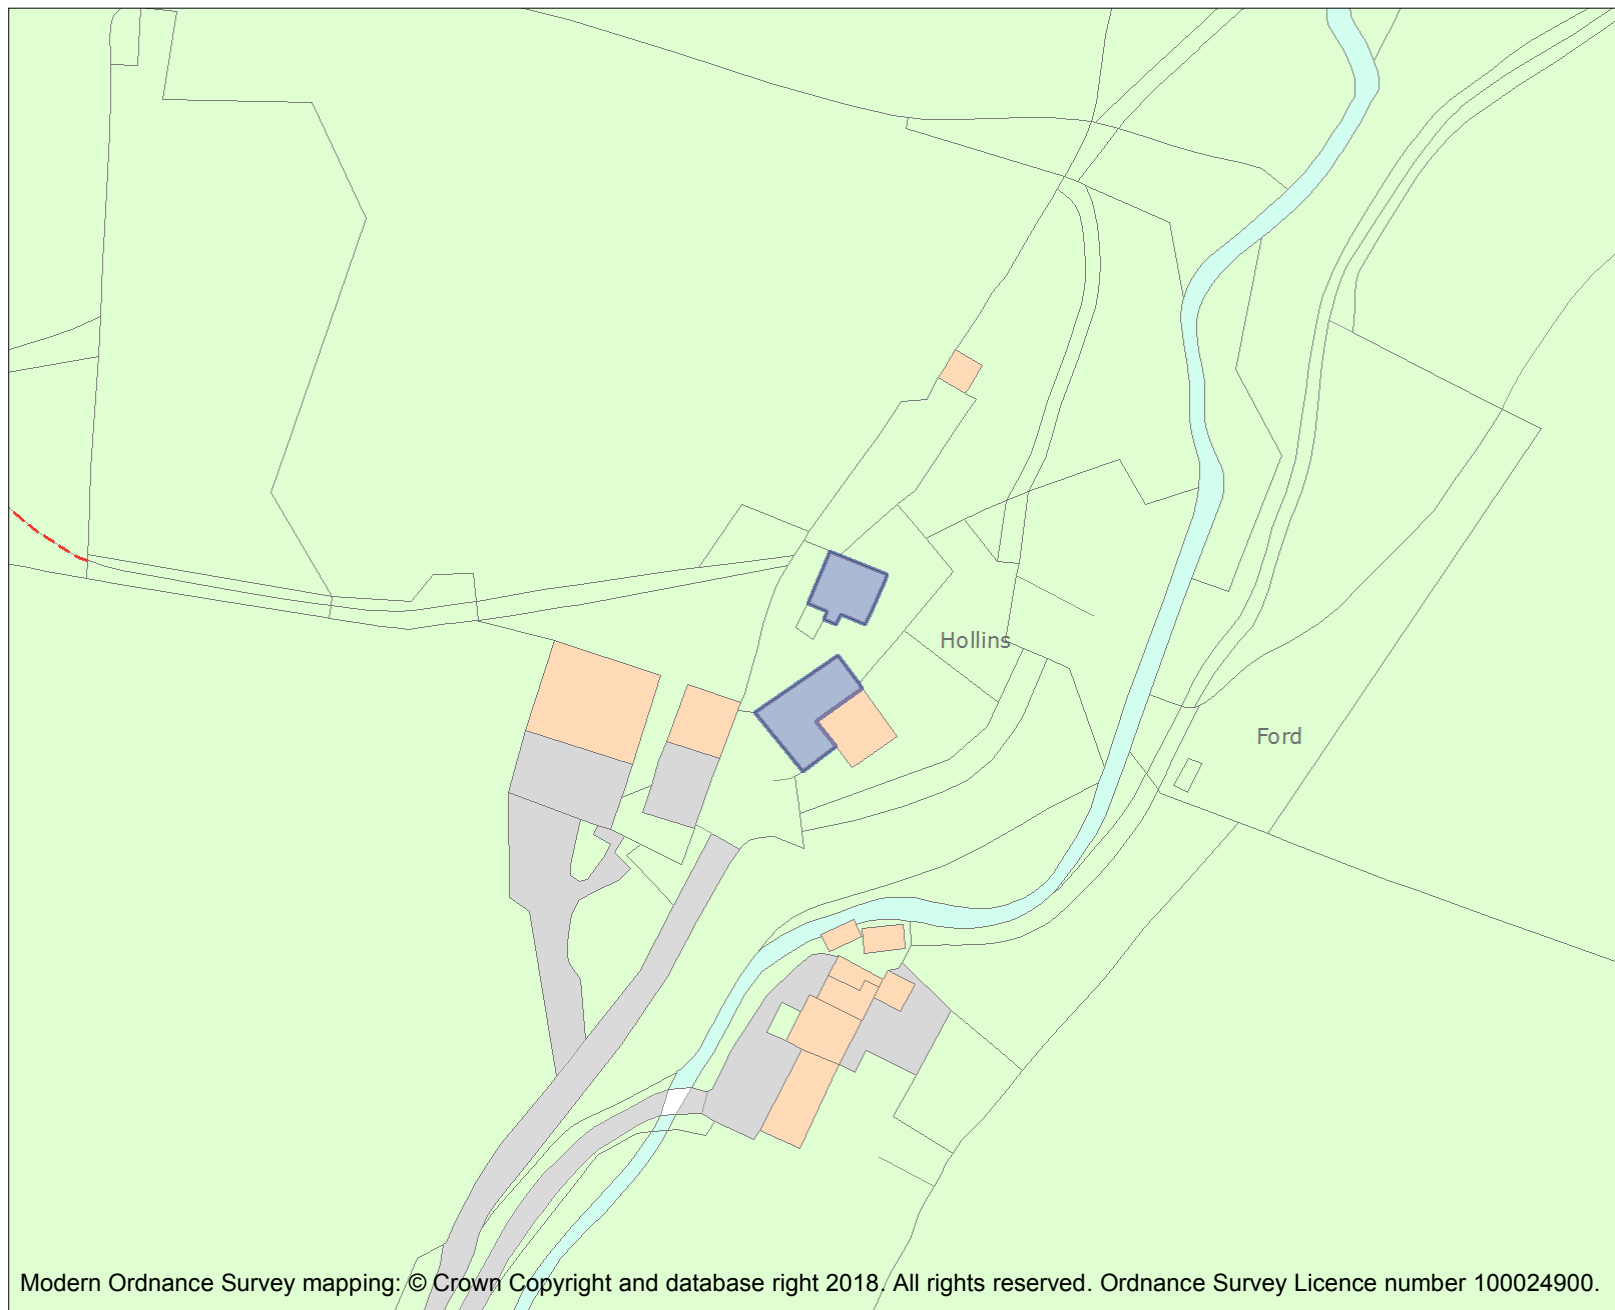 Hollins
Ford
Modern Ordnance Survey mapping: © Crown Copyright and database right 2018. All rights reserved. Ordnance Survey Licence number 100024900.